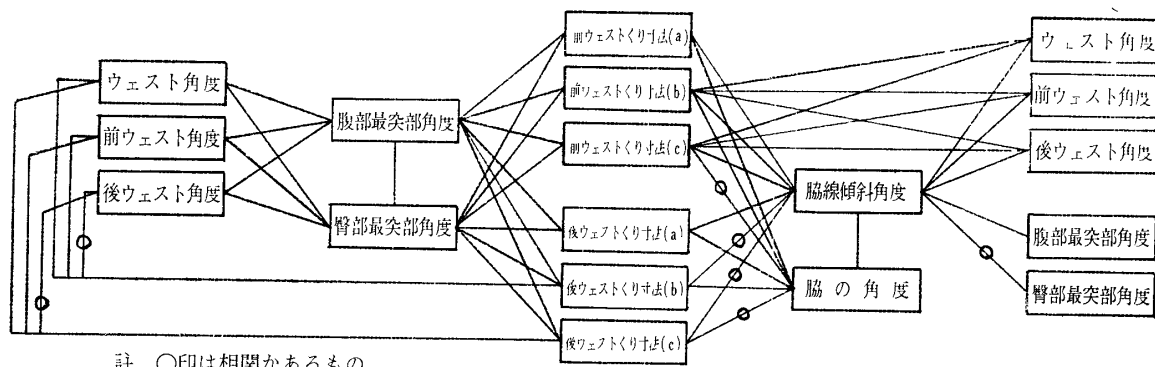 ウェスト角度
前ウェスト角度
後ウェスト角度
腹部最突部角度
臀部最突部角度
前ウェストくり寸法(a)
前ウェストくり寸法(b)
前ウェストくり寸法(c)
後ウェストくり寸法(a)
後ウェストくり寸法(b)
後ウェストくり寸法(c)
脇線傾斜角度
脇の角度
ウェスト角度
前ウェスト角度
後ウェスト角度
腹部最突部角度
臀部最突部角度
註 ○印は相関があるもの